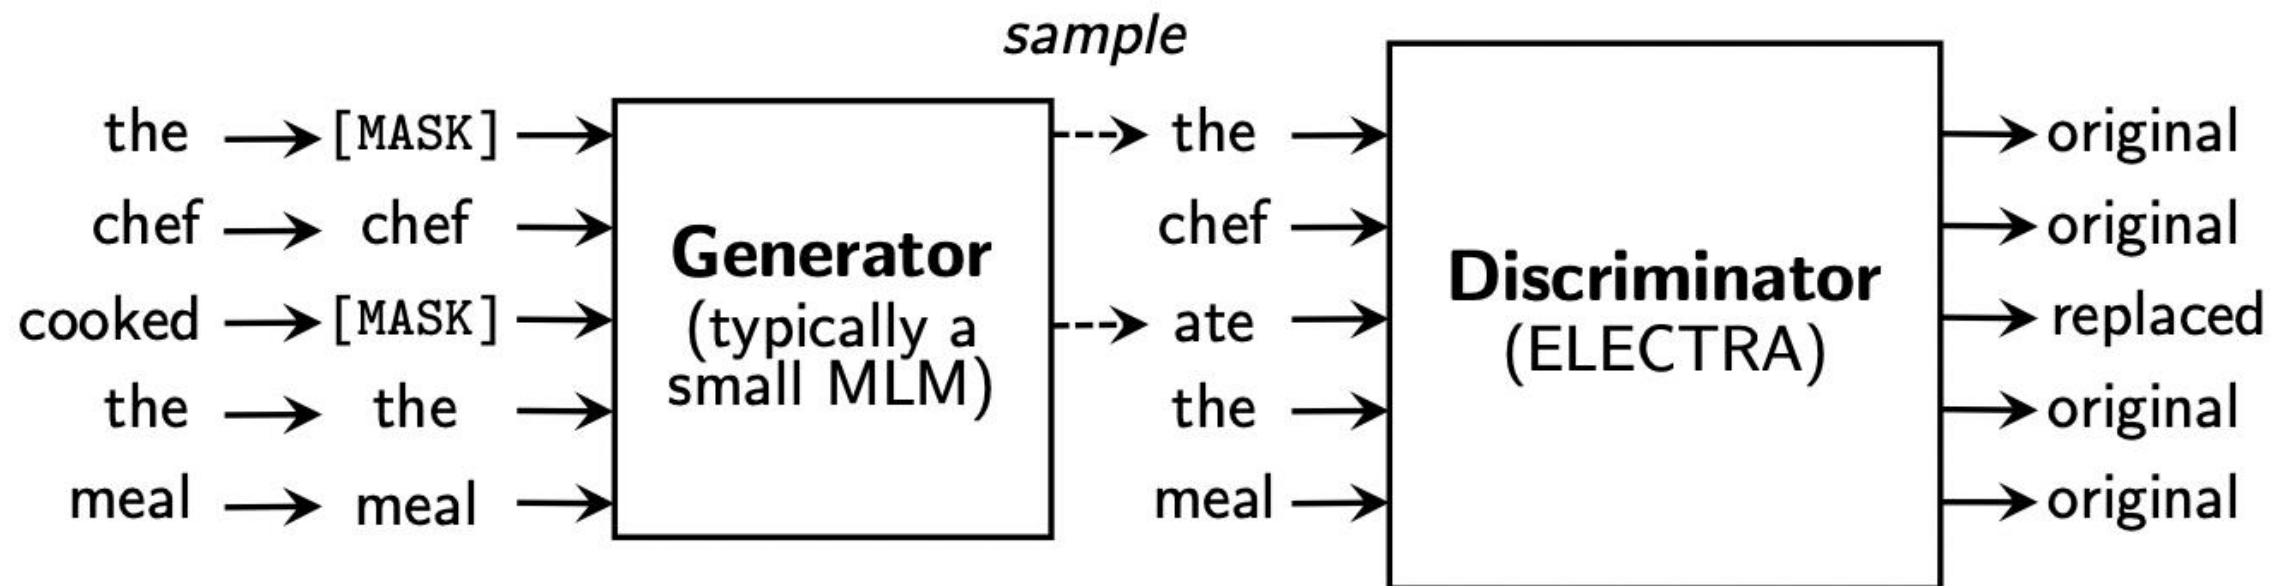 sample
the [MASK] the original
chef chef chef original
Generator
Discriminator
cooked [MASK] (typically a ate (ELECTRA) replaced
small MLM)
the the the original
meal meal meal original